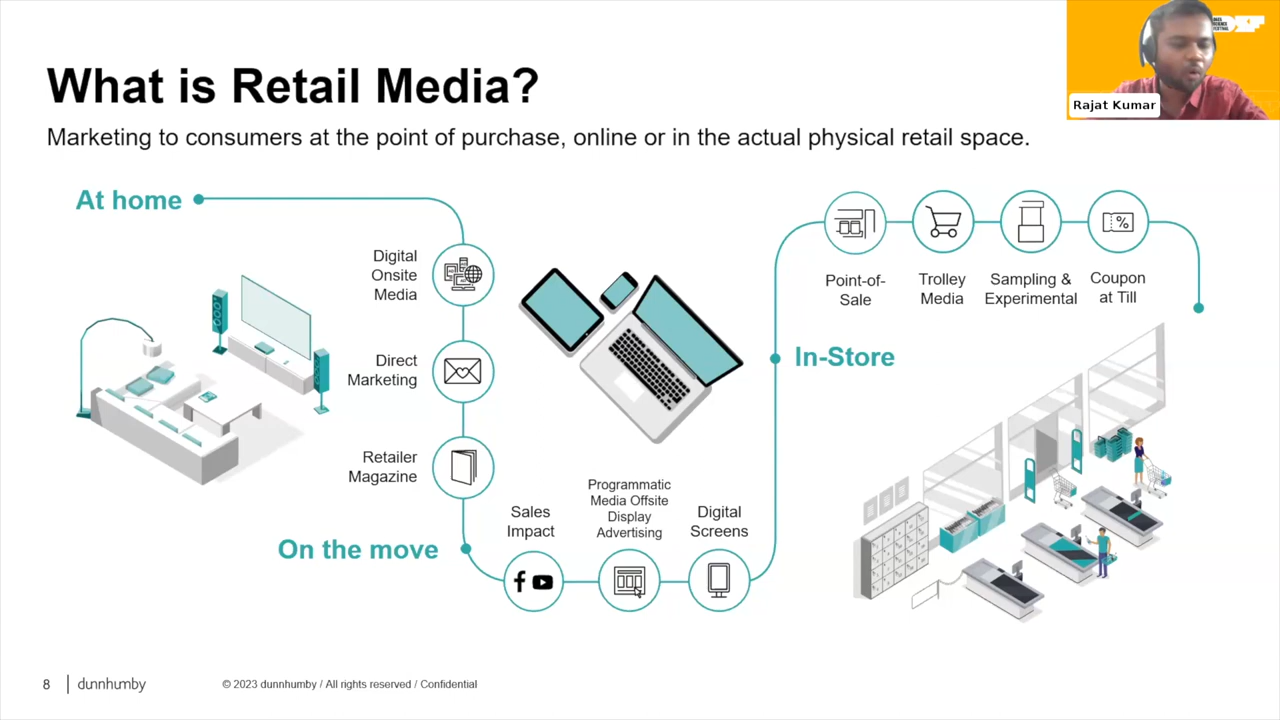 What is Retail Media?
Marketing to consumers at the point of purchase, online or in the actual physical retail space.
Rajat Kumar
DATA
SCIENCE
FESTIVAL
At home
Digital
Onsite
Media
Direct
Marketing
Retailer
Magazine
On the move
Sales
Impact
Programmatic
Media Offsite
Display
Advertising
Digital
Screens
In-Store
Point-of-
Sale
Trolley
Media
Sampling &
Experimental
Coupon
at Till
%
8
dunnhumby
© 2023 dunnhumby / All rights reserved / Confidential